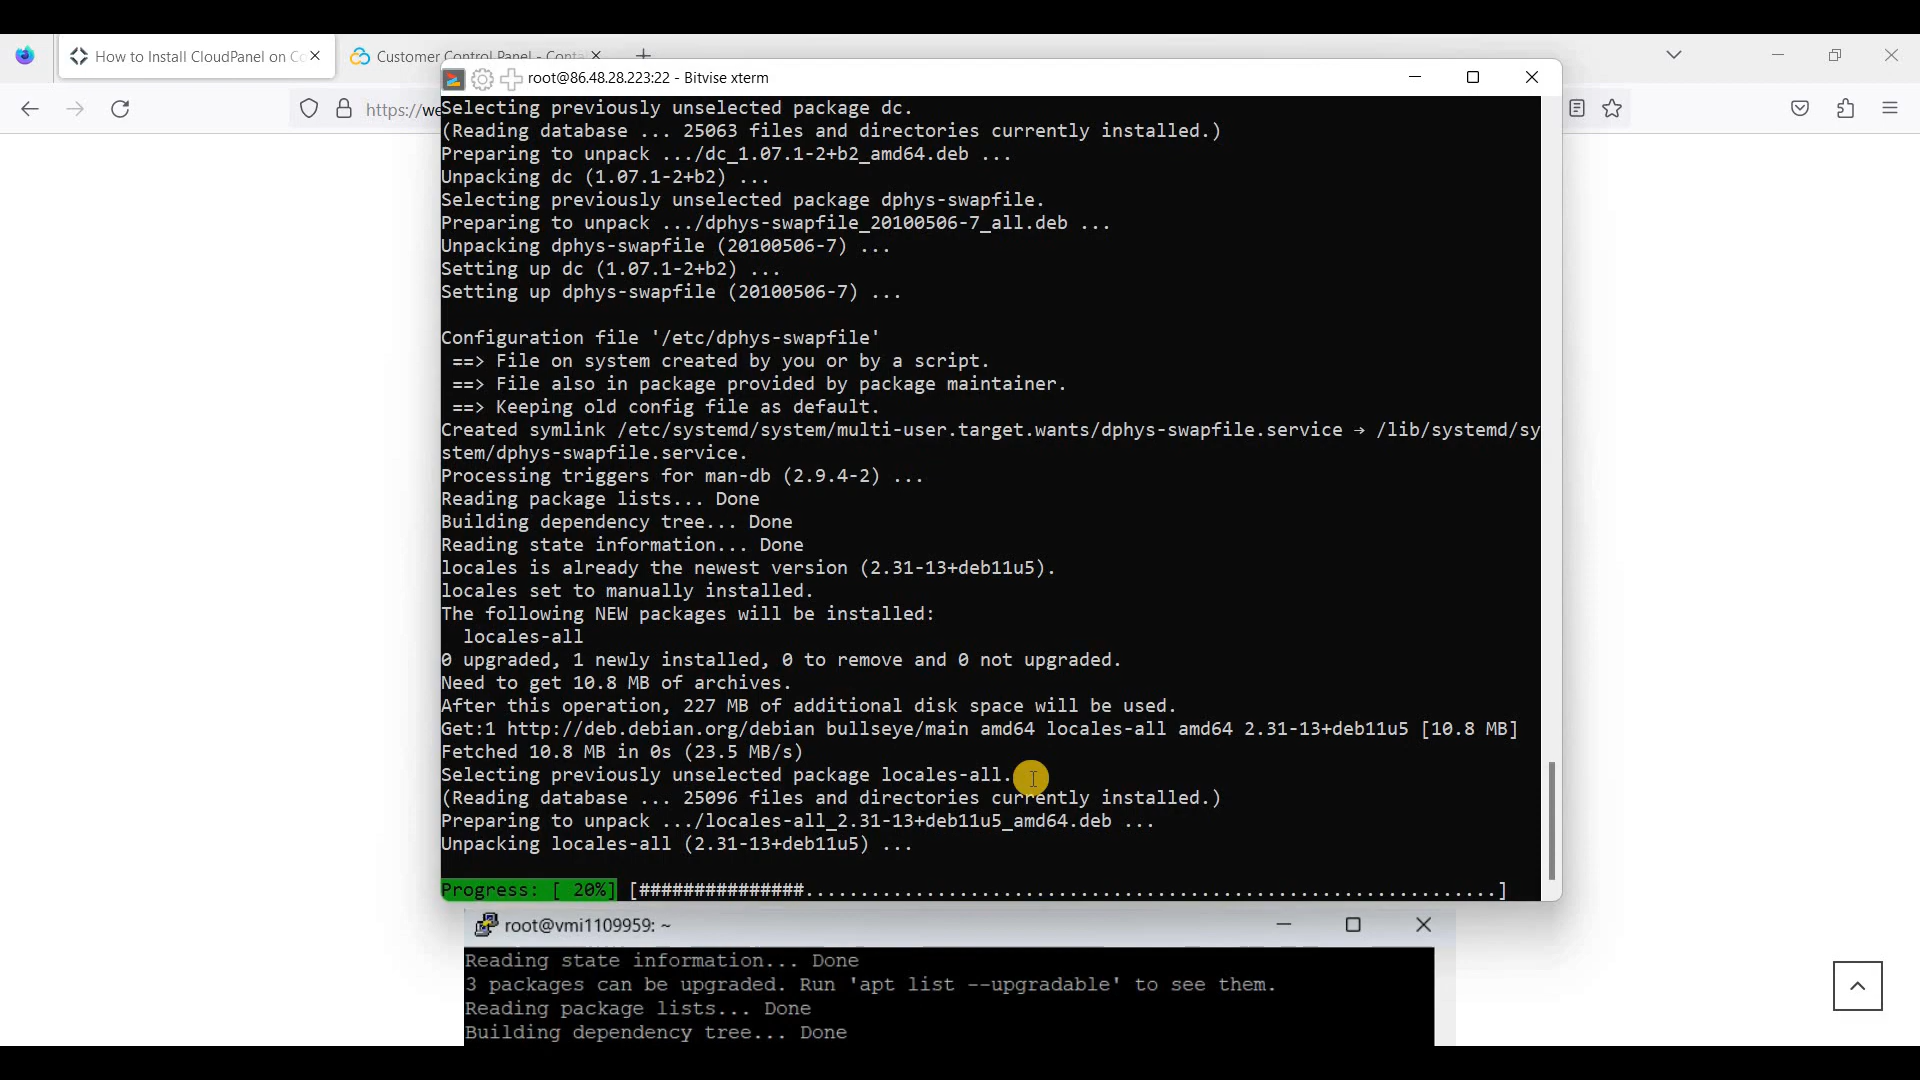 How to Install CloudPanel on Co
Customer Control Panel - Conta
https://we
root@86.48.28.223:22 - Bitvise xterm
Selecting previously unselected package dc.
(Reading database ... 25063 files and directories currently installed.)
Preparing to unpack .../dc_1.07.1-2+b2_amd64.deb ...
Unpacking dc (1.07.1-2+b2) ...
Selecting previously unselected package dphys-swapfile.
Preparing to unpack .../dphys-swapfile_20100506-7_all.deb ...
Unpacking dphys-swapfile (20100506-7) ...
Setting up dc (1.07.1-2+b2) ...
Setting up dphys-swapfile (20100506-7) ...
Configuration file '/etc/dphys-swapfile'
==> File on system created by you or by a script.
==> File also in package provided by package maintainer.
==> Keeping old config file as default.
Created symlink /etc/systemd/system/multi-user.target.wants/dphys-swapfile.service → /lib/systemd/sy
stem/dphys-swapfile.service.
Processing triggers for man-db (2.9.4-2) ...
Reading package lists... Done
Building dependency tree... Done
Reading state information... Done
locales is already the newest version (2.31-13+deb11u5).
locales set to manually installed.
The following NEW packages will be installed:
locales-all
0 upgraded, 1 newly installed, 0 to remove and 0 not upgraded.
Need to get 10.8 MB of archives.
After this operation, 227 MB of additional disk space will be used.
Get:1 http://deb.debian.org/debian bullseye/main amd64 locales-all amd64 2.31-13+deb11u5 [10.8 MB]
Fetched 10.8 MB in 0s (23.5 MB/s)
Selecting previously unselected package locales-all.
(Reading database ... 25096 files and directories currently installed.)
Preparing to unpack .../locales-all_2.31-13+deb11u5_amd64.deb ...
Unpacking locales-all (2.31-13+deb11u5) ...
Progress: [ 20%] [###############...............................................................]
root@vmi1109959: ~
Reading state information... Done
3 packages can be upgraded. Run 'apt list --upgradable' to see them.
Reading package lists... Done
Building dependency tree... Done